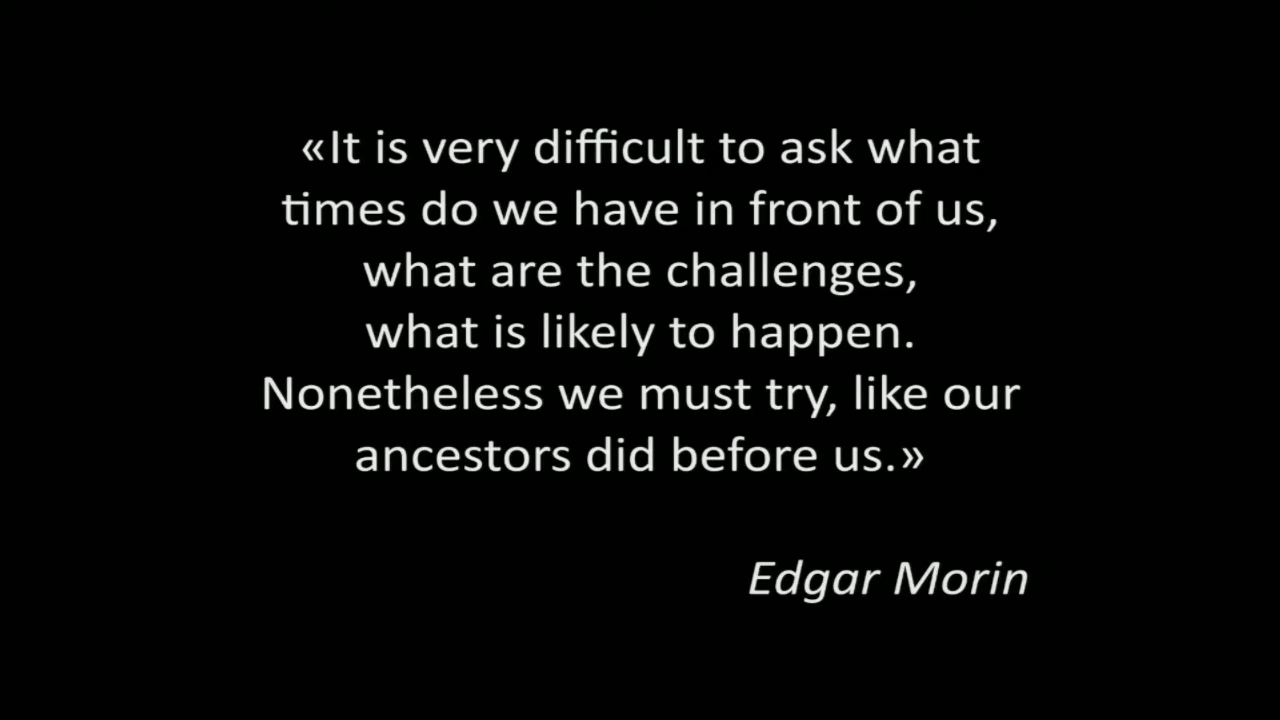 «It is very difficult to ask what
times do we have in front of us,
what are the challenges,
what is likely to happen.
Nonetheless we must try, like our
ancestors did before us.»
Edgar Morin